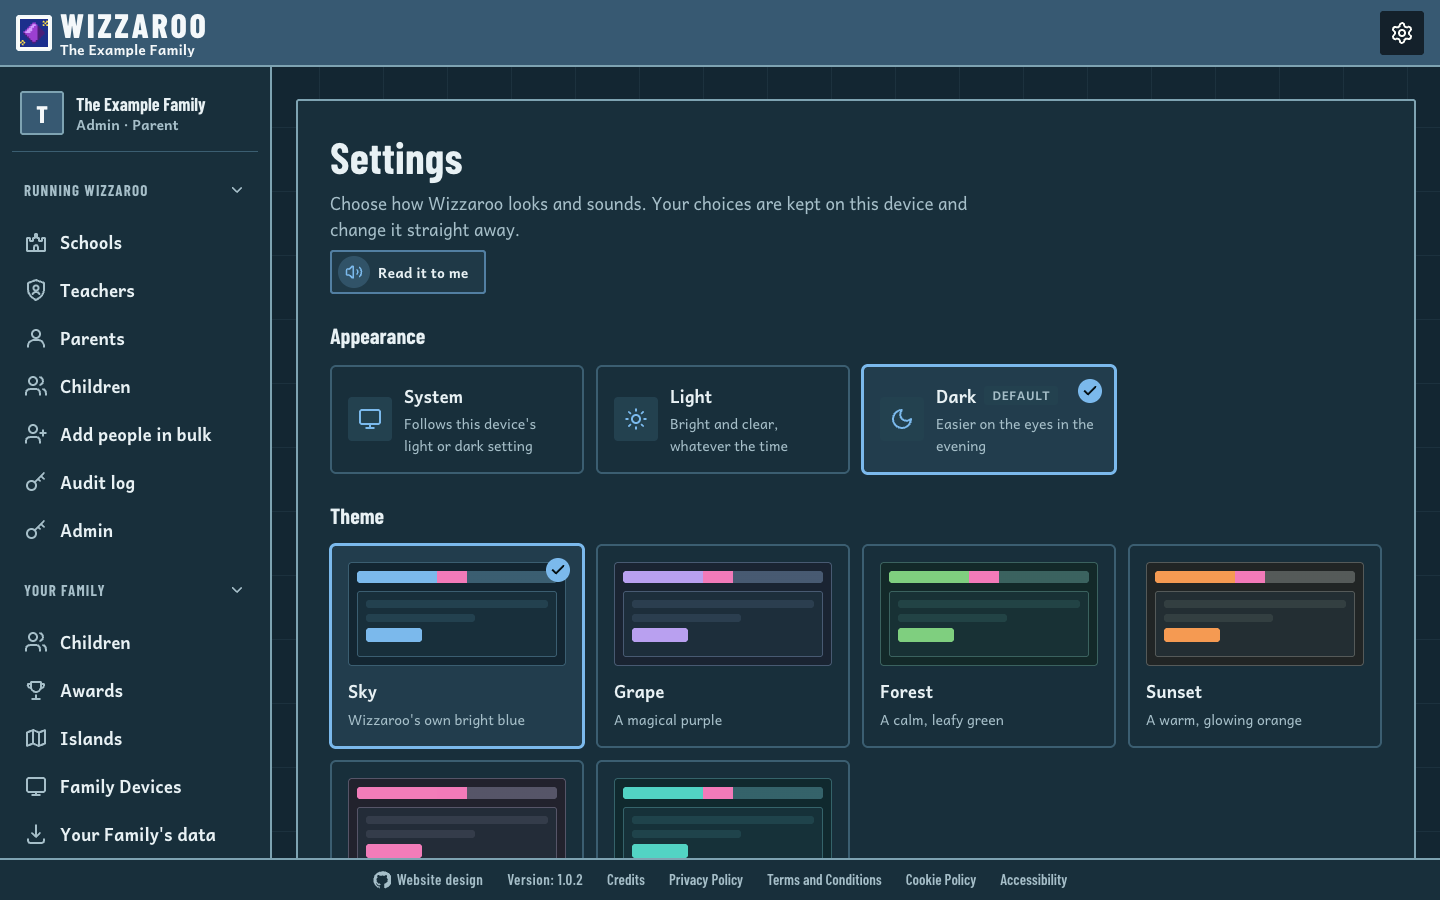 WIZZAROO
The Example Family
T
The Example Family
Admin · Parent
RUNNING WIZZAROO
Schools
Teachers
Parents
Children
Add people in bulk
Audit log
Admin
YOUR FAMILY
Children
Awards
Islands
Family Devices
Your Family's data
Settings
Choose how Wizzaroo looks and sounds. Your choices are kept on this device and
change it straight away.
Read it to me
Appearance
System
Follows this device's
light or dark setting
Light
Bright and clear,
whatever the time
Dark DEFAULT
Easier on the eyes in the
evening
Theme
Sky
Wizzaroo's own bright blue
Grape
A magical purple
Forest
A calm, leafy green
Sunset
A warm, glowing orange
Website design Version: 1.0.2 Credits Privacy Policy Terms and Conditions Cookie Policy Accessibility